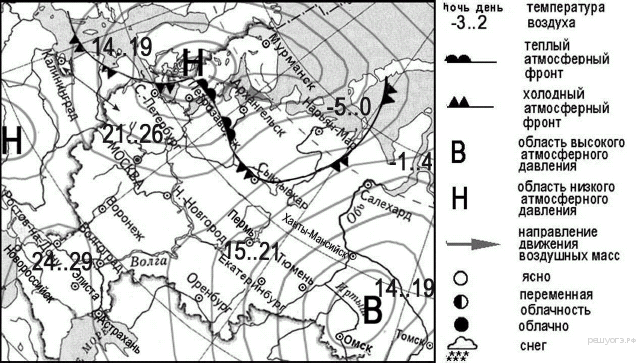 14..19
Н
Мурманск
Калининград
С.-Петербург
Петрозаводск
Архангельск
-5..0
Нарьян-Мар
21..26
Н
МОСКВА
-1..4
Сыктывкар
Салехард
Обь
Воронеж
Н.Новгород
Пермь
Ханты-Мансийск
15..21
Ростов-на-Дону
Волгоград
Волга
Екатеринбург
Тюмень
24..29
Новороссийск
Элиста
Оренбург
Иртыш
14..19
В
Астрахань
Омск
Томск
ночь день
-3..2
температура
воздуха
теплый
атмосферный
фронт
холодный
атмосферный
фронт
В
область высокого
атмосферного
давления
Н
область низкого
атмосферного
давления
направление
движения
воздушных масс
ясно
переменная
облачность
облачно
снег
решуогэ.рф